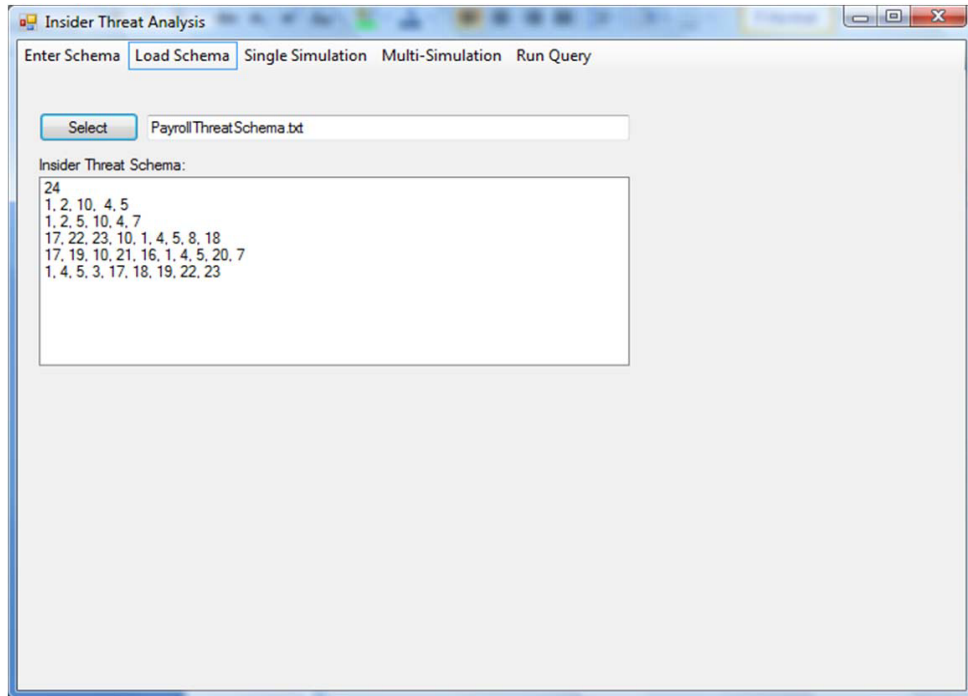 Insider Threat Analysis
Enter Schema Load Schema Single Simulation Multi-Simulation Run Query
Select PayrollThreatSchema.txt
Insider Threat Schema:
24
1, 2, 10,  4, 5
1, 2, 5, 10, 4, 7
17, 22, 23, 10, 1, 4, 5, 8, 18
17, 19, 10, 21, 16, 1, 4, 5, 20, 7
1, 4, 5, 3, 17, 18, 19, 22, 23